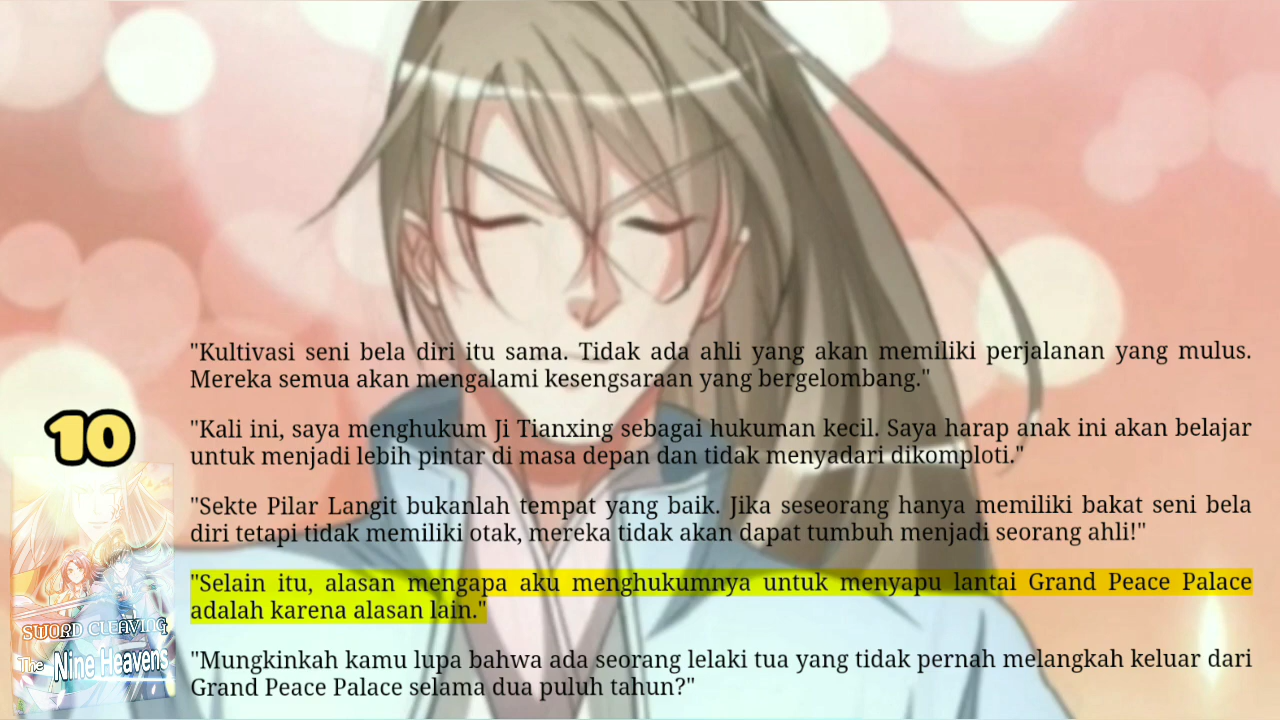 "Kultivasi seni bela diri itu sama. Tidak ada ahli yang akan memiliki perjalanan yang mulus.
Mereka semua akan mengalami kesengsaraan yang bergelombang."
"Kali ini, saya menghukum Ji Tianxing sebagai hukuman kecil. Saya harap anak ini akan belajar
untuk menjadi lebih pintar di masa depan dan tidak menyadari dikomploti."
"Sekte Pilar Langit bukanlah tempat yang baik. Jika seseorang hanya memiliki bakat seni bela
diri tetapi tidak memiliki otak, mereka tidak akan dapat tumbuh menjadi seorang ahli!"
"Selain itu, alasan mengapa aku menghukumnya untuk menyapu lantai Grand Peace Palace
adalah karena alasan lain."
"Mungkinkah kamu lupa bahwa ada seorang lelaki tua yang tidak pernah melangkah keluar dari
Grand Peace Palace selama dua puluh tahun?"
10
SWORD CLEAVING
The Nine Heavens